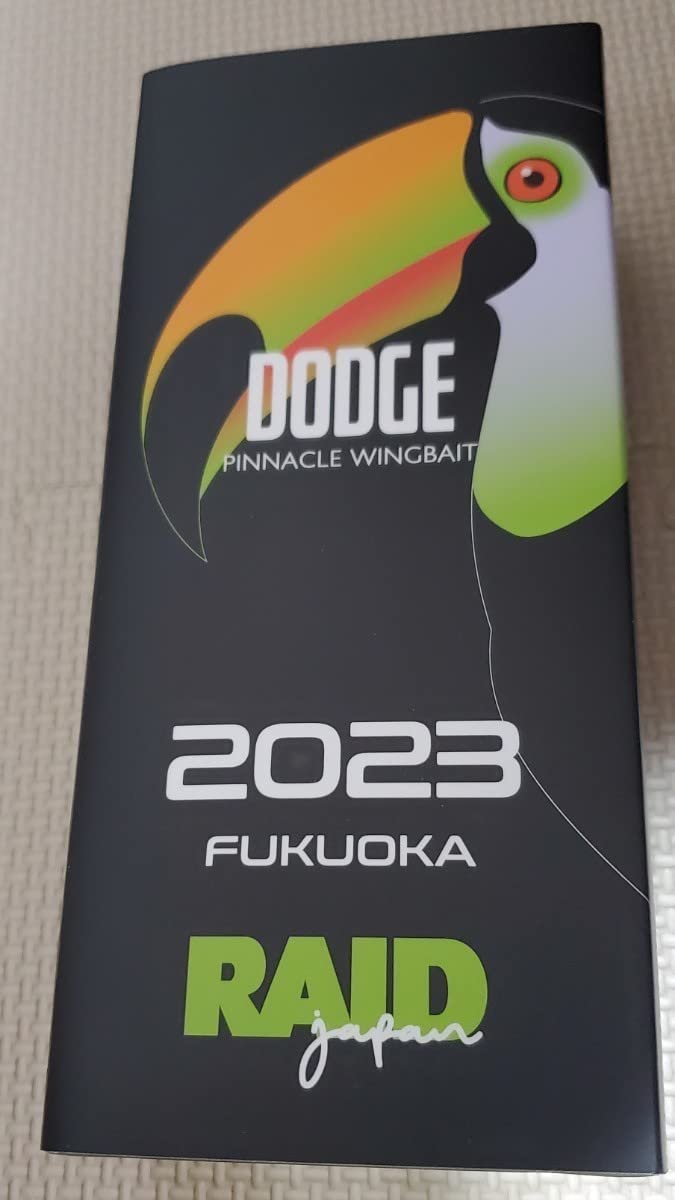 DODGE
PINNACLE WINGBAIT
2023
FUKUOKA
RAID
japan